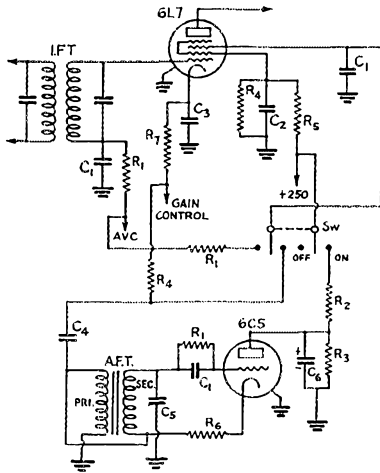 6L7
I.FT
C1
R4
C2
R5
C3
R7
C1
R1
+250
GAIN
CONTROL
Sw
AVC
R1
OFF
ON
R4
R2
C4
R1
6C5
A.F.T.
C1
R3
PRI.
SEC.
C5
+
-
C6
R6